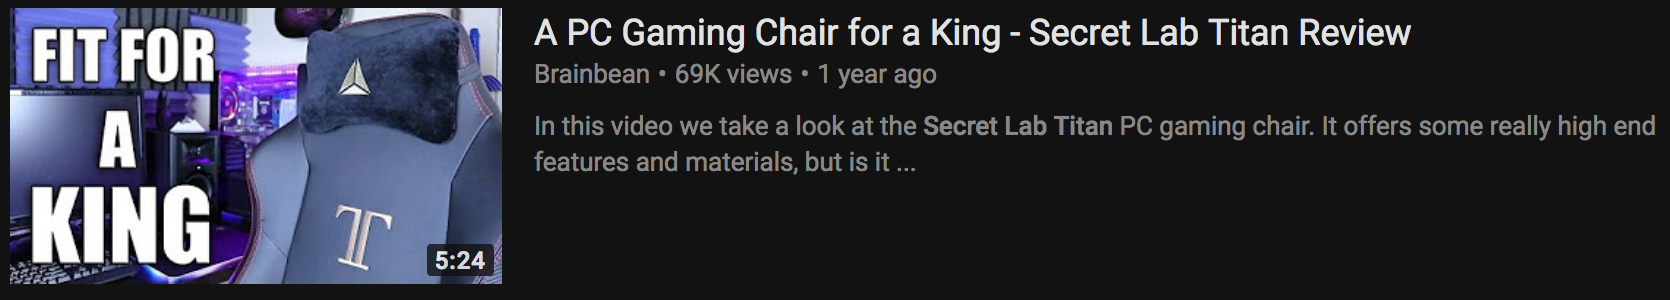 FIT FOR
A
KING
5:24
A PC Gaming Chair for a King - Secret Lab Titan Review
Brainbean • 69K views • 1 year ago
In this video we take a look at the Secret Lab Titan PC gaming chair. It offers some really high end
features and materials, but is it ...